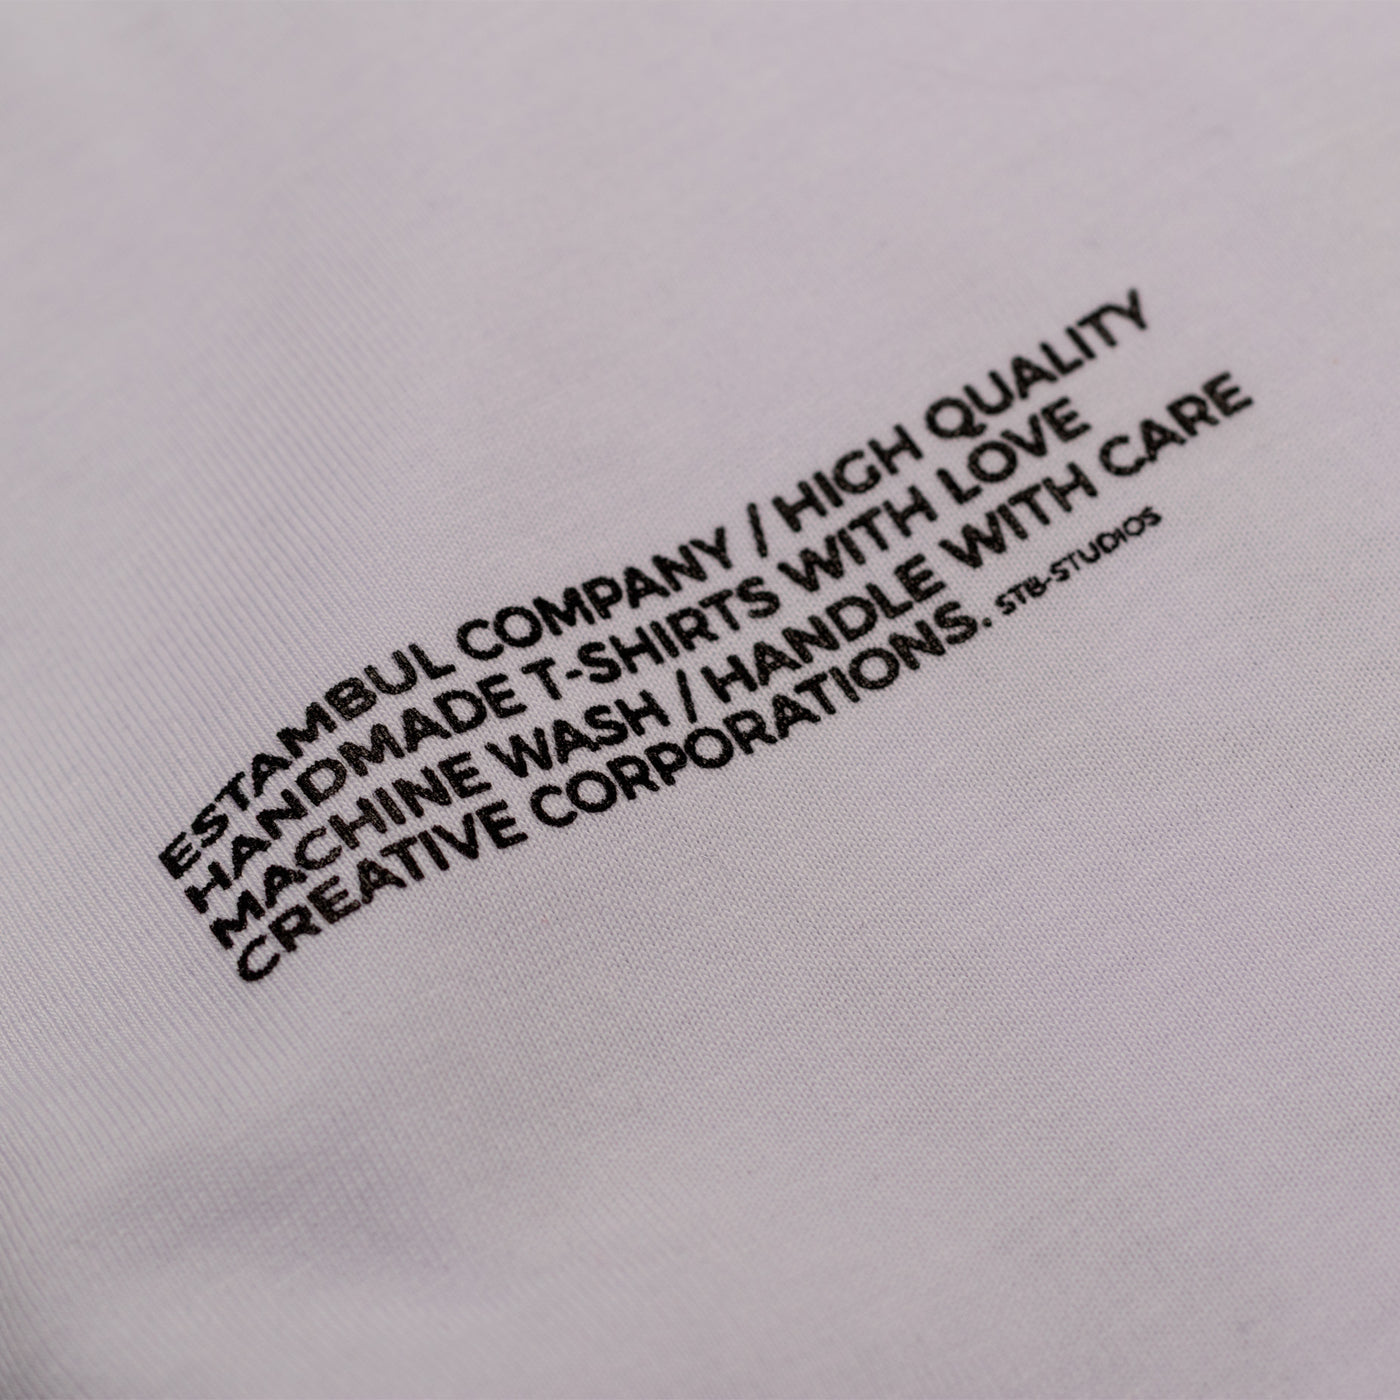 ESTAMBUL COMPANY / HIGH QUALITY
HANDMADE T-SHIRTS WITH LOVE
MACHINE WASH / HANDLE WITH CARE
CREATIVE CORPORATIONS. STB-STUDIOS